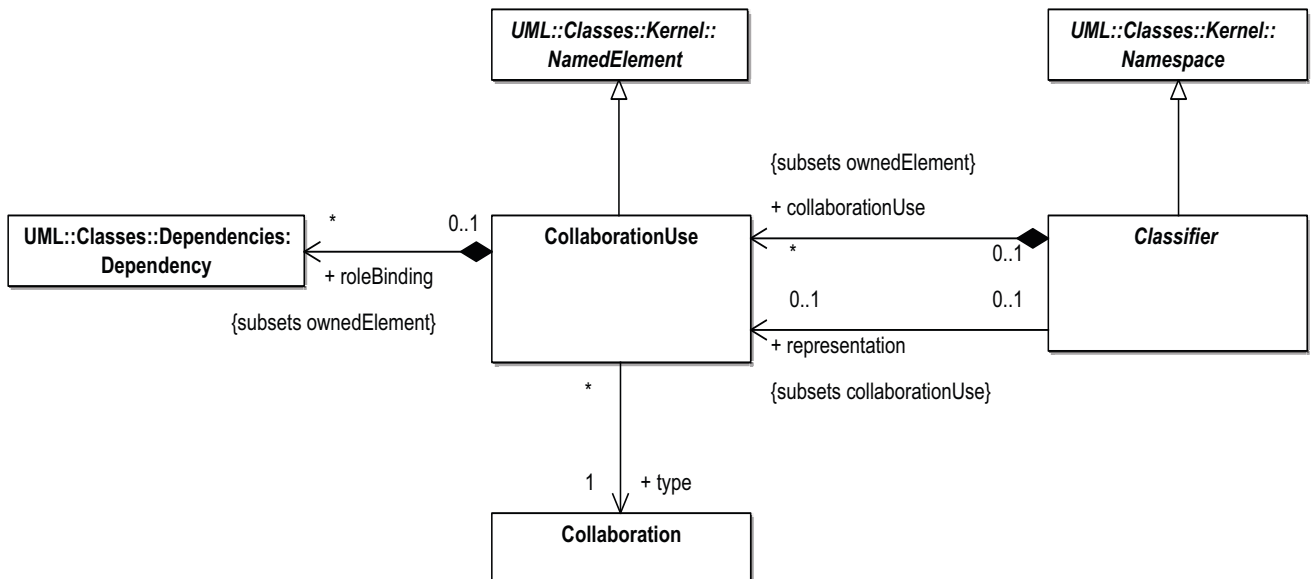 UML::Classes::Kernel::
NamedElement
UML::Classes::Kernel::
Namespace
{subsets ownedElement}
+ collaborationUse
*
0..1
UML::Classes::Dependencies:
Dependency
*
0..1
+ roleBinding
{subsets ownedElement}
CollaborationUse
Classifier
0..1
0..1
+ representation
{subsets collaborationUse}
*
1
+ type
Collaboration